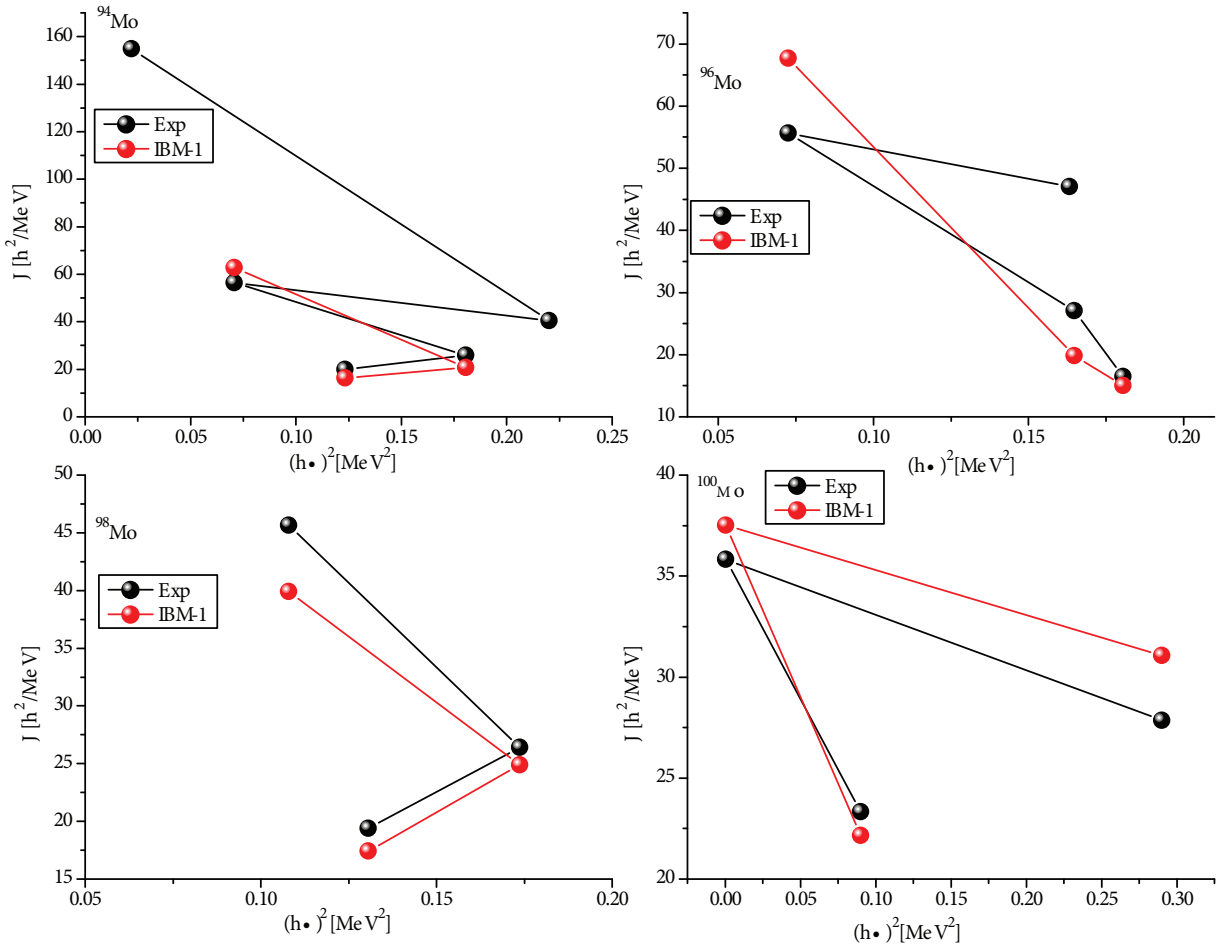 ⁹⁴Mo
160
140
120
100
80
60
40
20
0
J [h²/MeV]
Exp
IBM-1
0.00 0.05 0.10 0.15 0.20 0.25
(h•)²[MeV²]
⁹⁶Mo
70
60
50
40
30
20
10
J [h²/MeV]
Exp
IBM-1
0.05 0.10 0.15 0.20
(h•)²[MeV²]
⁹⁸Mo
50
45
40
35
30
25
20
15
J [h²/MeV]
Exp
IBM-1
0.05 0.10 0.15 0.20
(h•)²[MeV²]
¹⁰⁰Mo
40
35
30
25
20
J [h²/MeV]
Exp
IBM-1
0.00 0.05 0.10 0.15 0.20 0.25 0.30
(h•)²[MeV²]